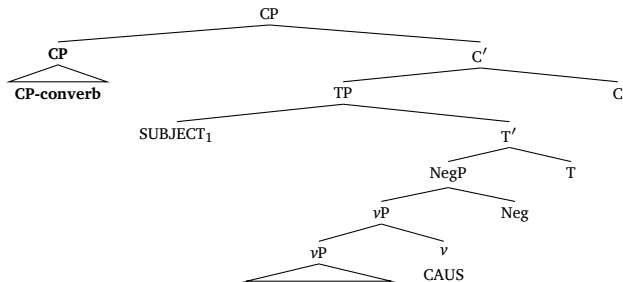 CP
CP C′
CP-converb TP C
SUBJECT₁ T′
NegP T
vP Neg
vP v
CAUS